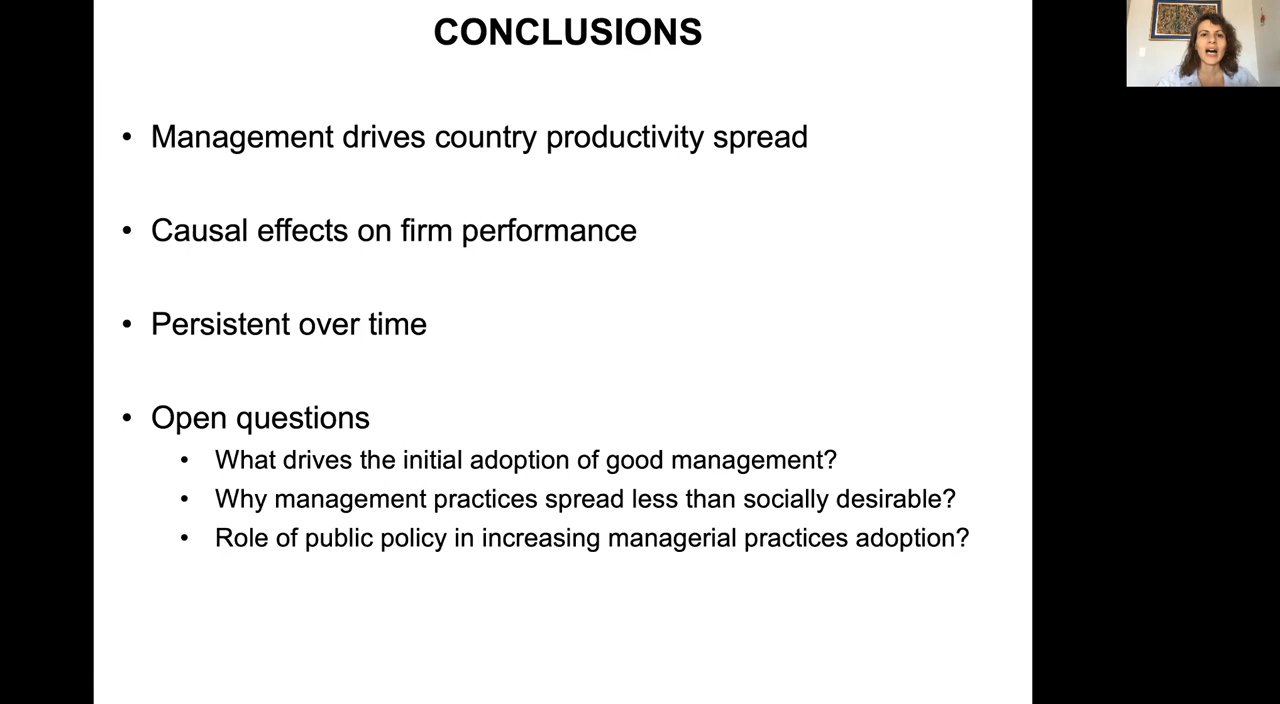 CONCLUSIONS
• Management drives country productivity spread
• Causal effects on firm performance
• Persistent over time
• Open questions
• What drives the initial adoption of good management?
• Why management practices spread less than socially desirable?
• Role of public policy in increasing managerial practices adoption?